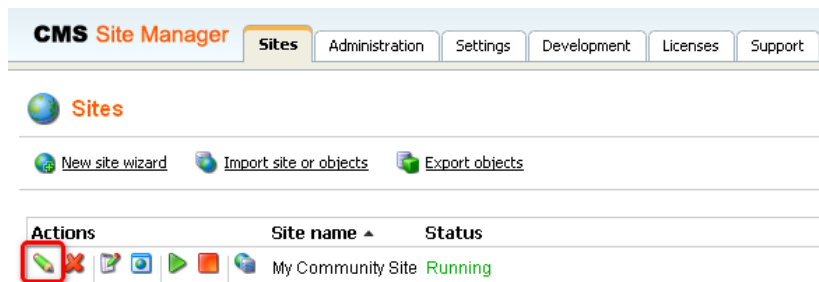 CMS Site Manager Sites Administration Settings Development Licenses Support
Sites
New site wizard Import site or objects Export objects
Actions Site name Status
My Community Site Running